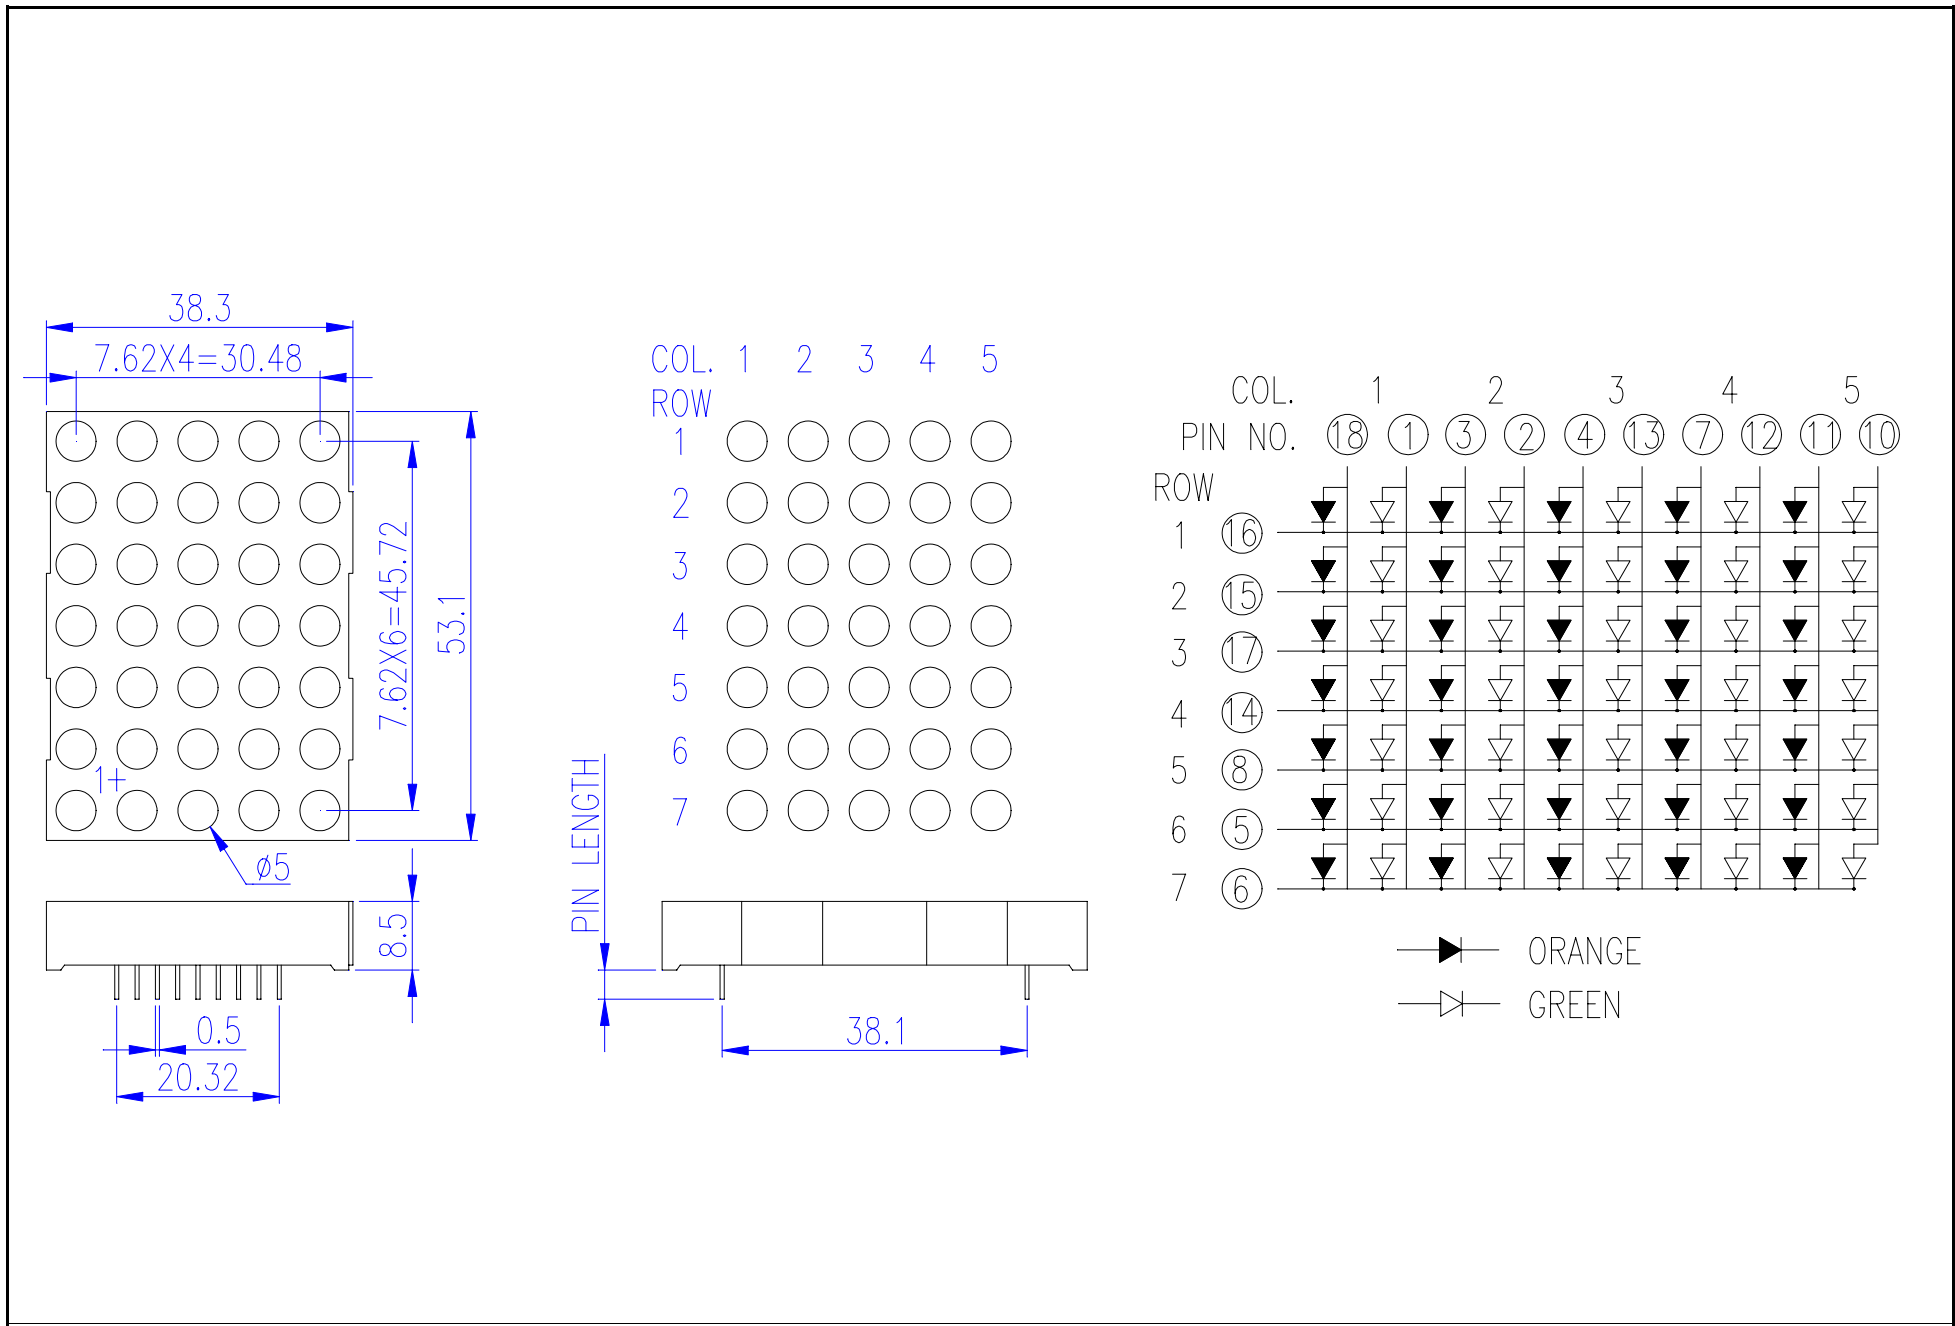 38.3
7.62X4=30.48
7.62X6=45.72
53.1
1+
ø5
8.5
0.5
20.32
COL. 1 2 3 4 5
ROW
1
2
3
4
5
6
7
PIN LENGTH
38.1
COL. 1 2 3 4 5
PIN NO. 18 1 3 2 4 13 7 12 11 10
ROW
1 16
2 15
3 17
4 14
5 8
6 5
7 6
ORANGE
GREEN